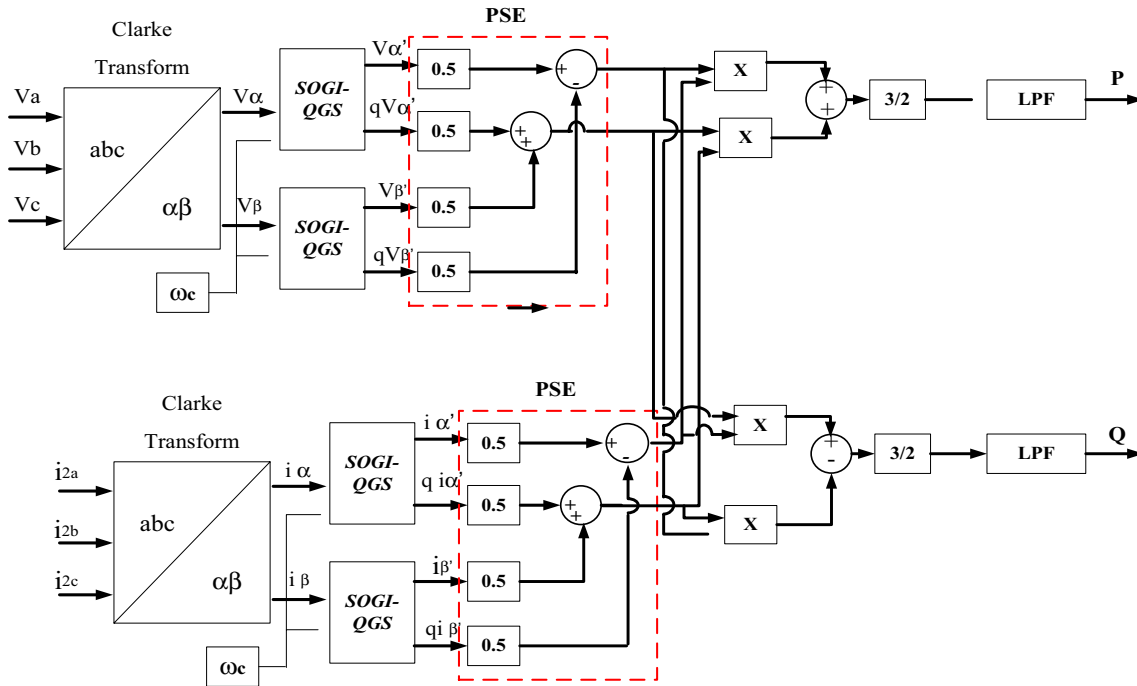 PSE
Clarke
Transform
Va
Vb
Vc
abc
αβ
Vα
Vβ
SOGI-
QGS
SOGI-
QGS
ωc
Vα'
qVα'
Vβ'
qVβ'
0.5
0.5
0.5
0.5
+
-
+
+
X
X
+
+
3/2
LPF
P
PSE
Clarke
Transform
i2a
i2b
i2c
abc
αβ
i α
i β
SOGI-
QGS
SOGI-
QGS
ωc
i α'
q iα'
iβ'
qi β'
0.5
0.5
0.5
0.5
+
-
+
+
X
X
+
-
3/2
LPF
Q